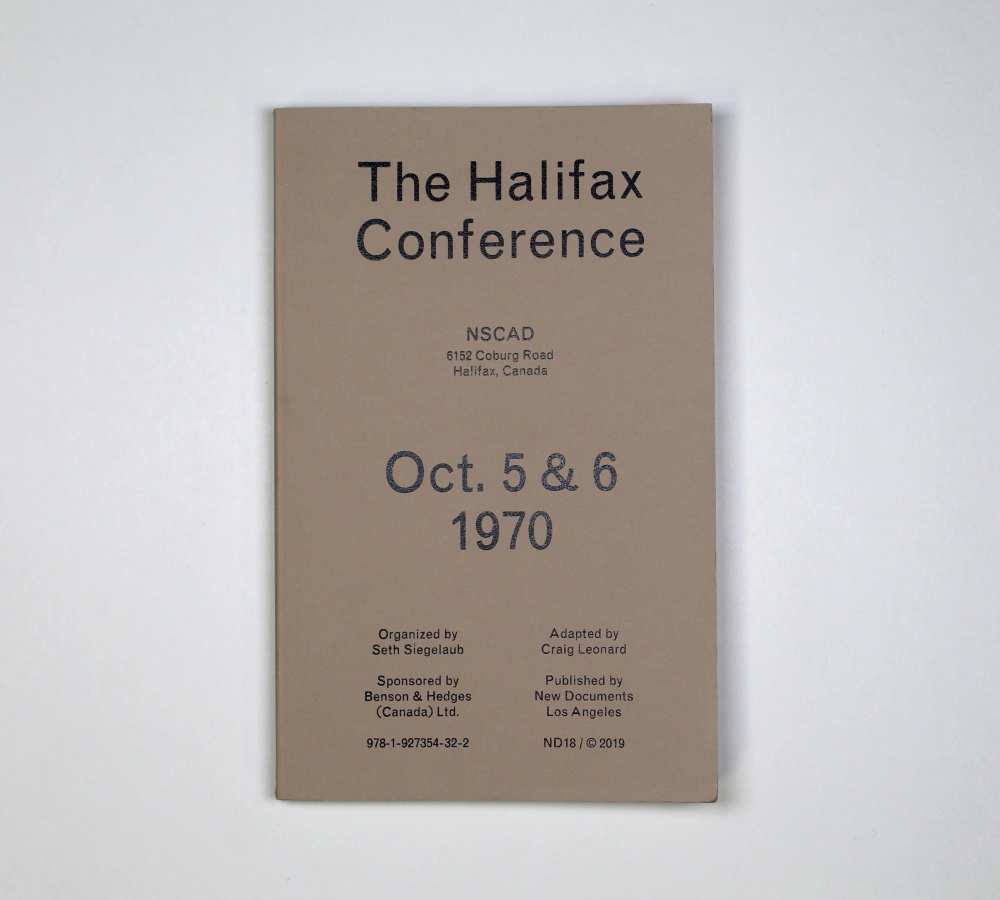 The Halifax
Conference
NSCAD
6152 Coburg Road
Halifax, Canada
Oct. 5 & 6
1970
Organized by
Seth Siegelaub
Sponsored by
Benson & Hedges
(Canada) Ltd.
978-1-927354-32-2
Adapted by
Craig Leonard
Published by
New Documents
Los Angeles
ND18 / © 2019